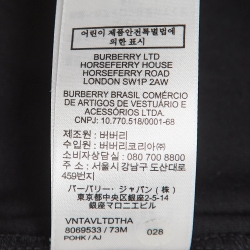 어린이 제품안전특별법에
의한 표시
BURBERRY LTD
HORSEFERRY HOUSE
HORSEFERRY ROAD
LONDON SW1P 2AW
BURBERRY BRASIL COMÉRCIO
DE ARTIGOS DE VESTUÁRIO E
ACESSÓRIOS LTDA.
CNPJ: 10.770.518/0001-68
제조원 : 버버리
수입원 : 버버리코리아㈜
소비자상담실 : 080 700 8800
주소 : 서울시강남구도산대로
459번지
バーバリー・ジャパン(株)
東京都中央区銀座2-2-14
銀座マロニエビル
VNTAVLTDTHA
8069533 / 73M 028
POHK / AJ